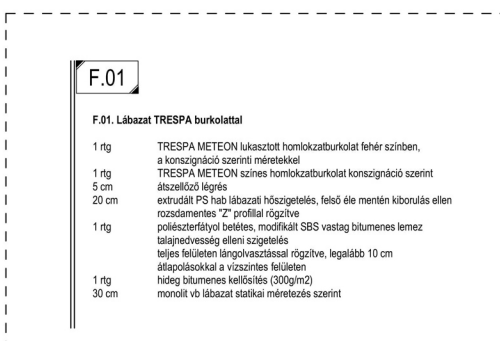 F.01
F.01. Lábazat TRESPA burkolattal
1 rtg TRESPA METEON lukasztott homlokzatburkolat fehér színben,
a konszignáció szerinti méretekkel
1 rtg TRESPA METEON színes homlokzatburkolat konszignáció szerint
5 cm átszellőző légrés
20 cm extrudált PS hab lábazati hőszigetelés, felső éle mentén kiborulás ellen
rozsdamentes "Z" profillal rögzítve
1 rtg poliészterfátyol betétes, modifikált SBS vastag bitumenes lemez
talajnedvesség elleni szigetelés
teljes felületen lángolvasztással rögzítve, legalább 10 cm
átlapolásokkal a vízszintes felületen
1 rtg hideg bitumenes kellősítés (300g/m2)
30 cm monolit vb lábazat statikai méretezés szerint